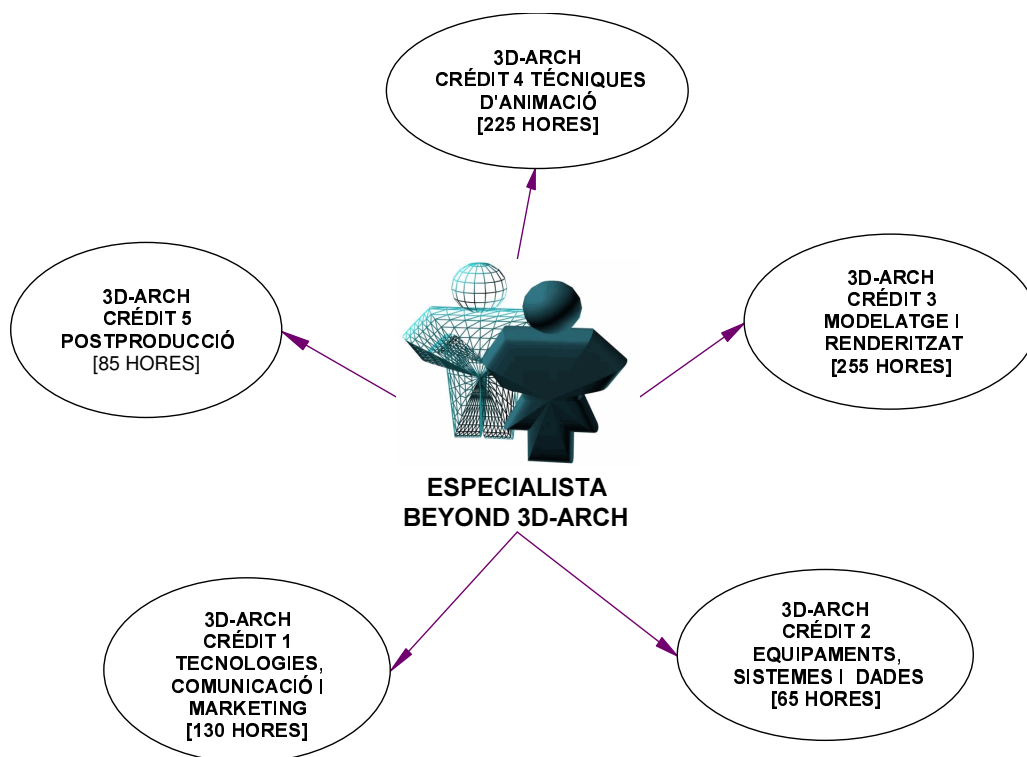 3D-ARCH
CRÉDIT 4 TÉCNIQUES
D'ANIMACIÓ
[225 HORES]
3D-ARCH
CRÉDIT 5
POSTPRODUCCIÓ
[85 HORES]
3D-ARCH
CRÉDIT 3
MODELATGE I
RENDERITZAT
[255 HORES]
ESPECIALISTA
BEYOND 3D-ARCH
3D-ARCH
CRÉDIT 1
TECNOLOGIES,
COMUNICACIÓ I
MARKETING
[130 HORES]
3D-ARCH
CRÉDIT 2
EQUIPAMENTS,
SISTEMES I DADES
[65 HORES]